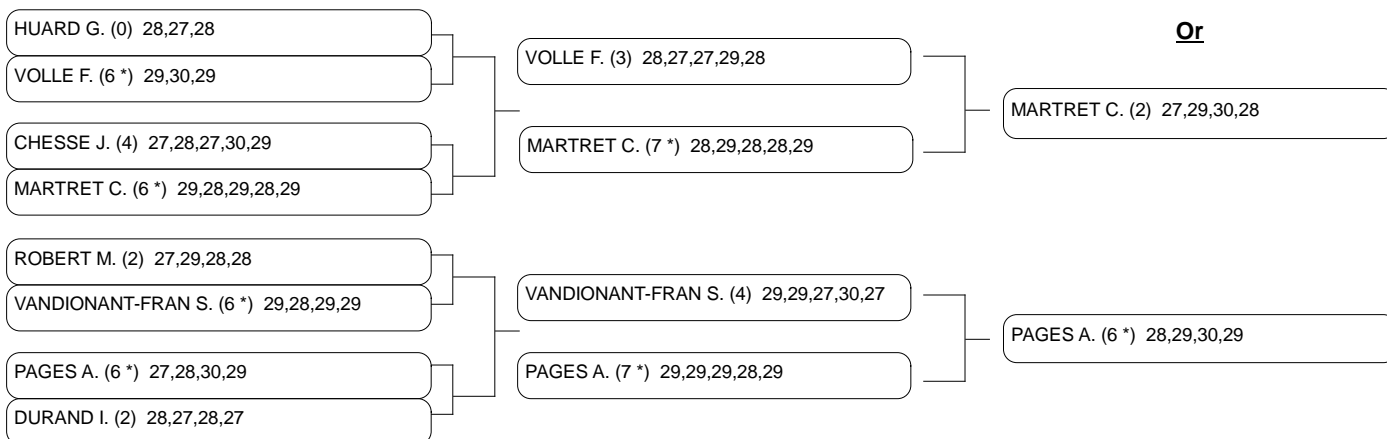 HUARD G. (0) 28,27,28
VOLLE F. (6 *) 29,30,29
CHESSE J. (4) 27,28,27,30,29
MARTRET C. (6 *) 29,28,29,28,29
ROBERT M. (2) 27,29,28,28
VANDIONANT-FRAN S. (6 *) 29,28,29,29
PAGES A. (6 *) 27,28,30,29
DURAND I. (2) 28,27,28,27
VOLLE F. (3) 28,27,27,29,28
MARTRET C. (7 *) 28,29,28,28,29
VANDIONANT-FRAN S. (4) 29,29,27,30,27
PAGES A. (7 *) 29,29,29,28,29
Or
MARTRET C. (2) 27,29,30,28
PAGES A. (6 *) 28,29,30,29